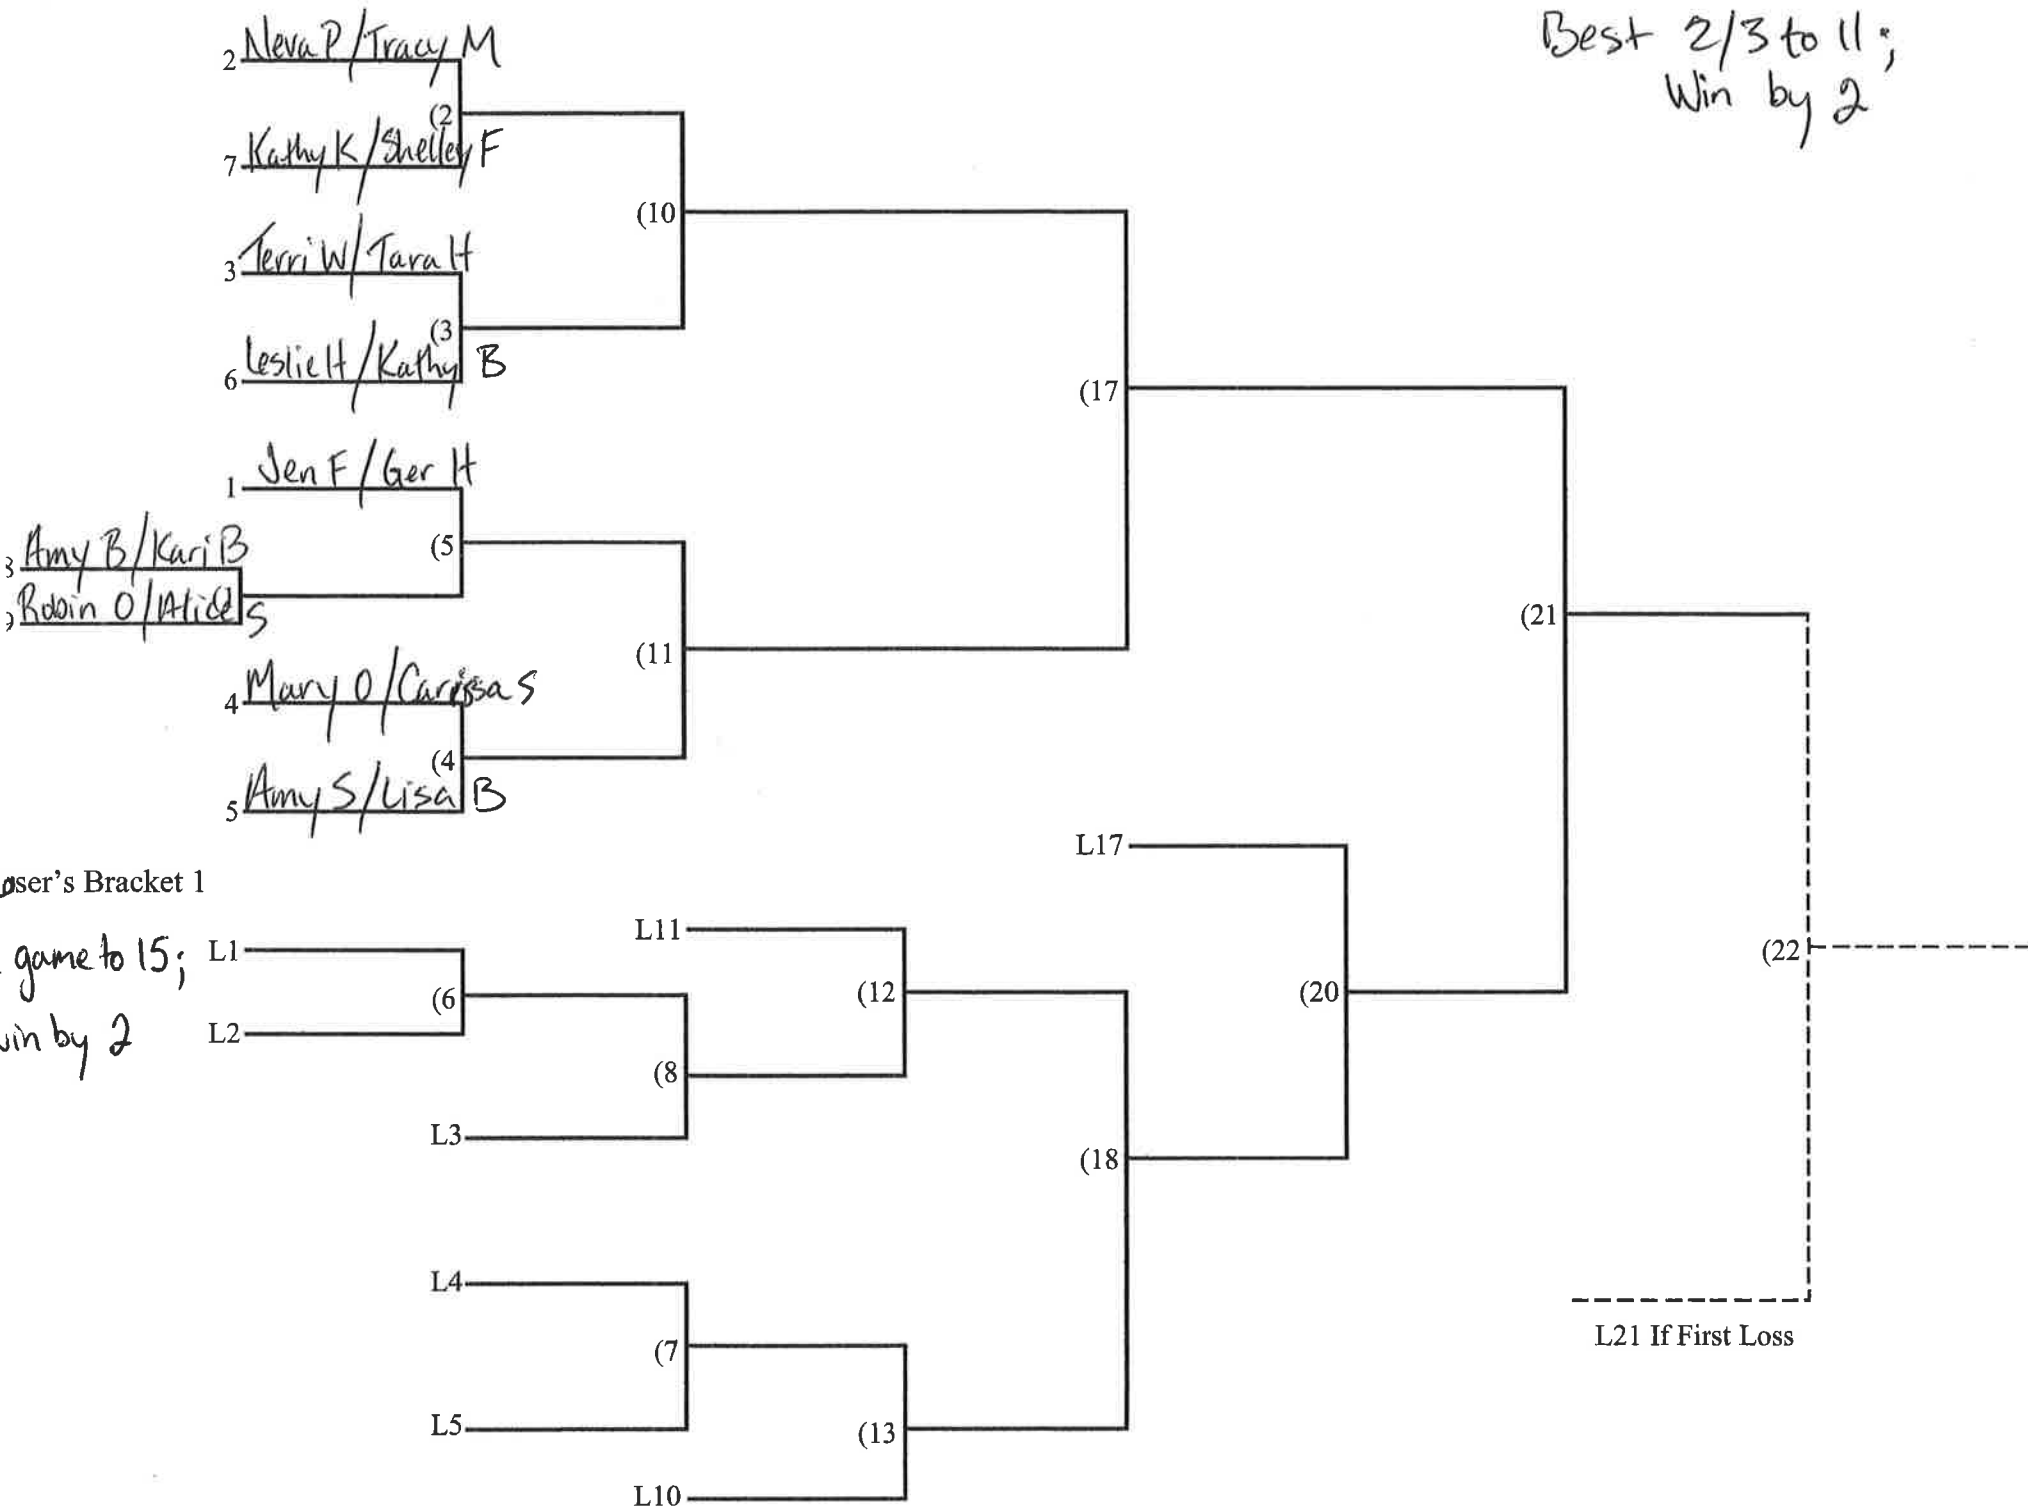 Best 2/3 to 11;
Win by 2
2 Neva P/Tracy M
(2
7 Kathy K/Shelley F
(10
3 Terri W/Tara H
(3
6 Leslie H/Kathy B
(17
1 Jen F/Ger H
(5
Amy B/Kari B
Robin O/Alice S
(21
(11
4 Mary O/Carissa S
(4
5 Amy S/Lisa B
L17
oser's Bracket 1
L11
game to 15;
L1
(6
(12
(20
(22
win by 2
L2
(8
L3
(18
L4
L21 If First Loss
(7
L5
(13
L10